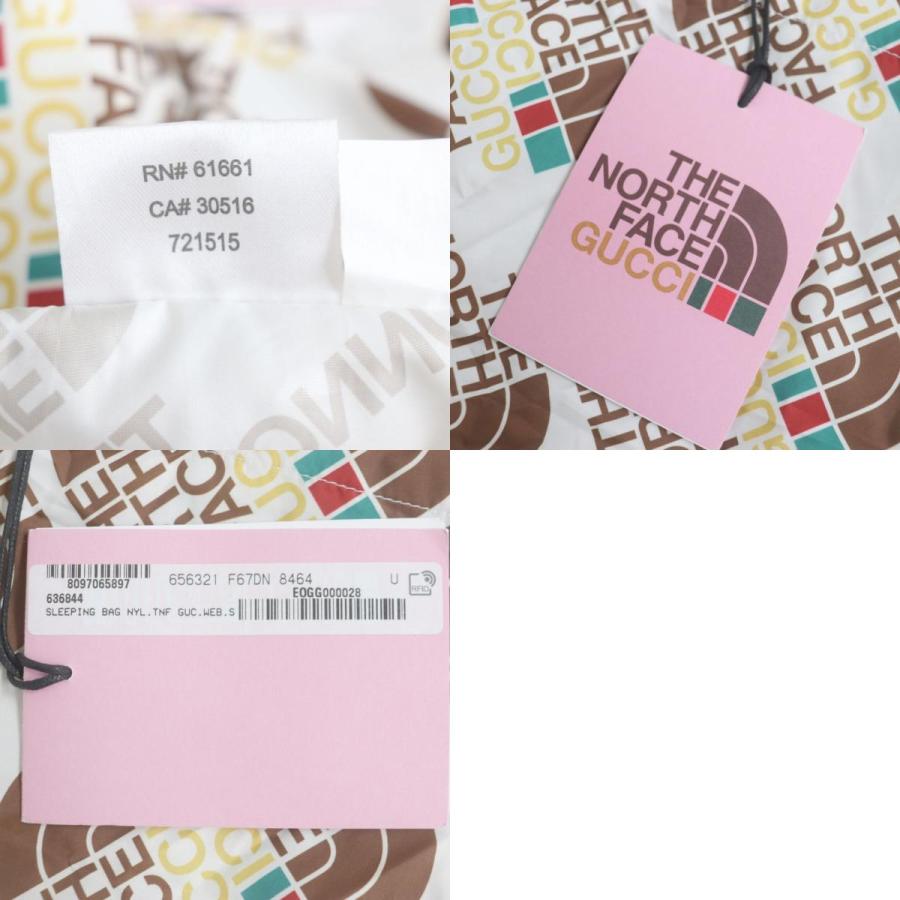 RN# 61661
CA# 30516
721515
THE
NORTH
FACE
GUCCI
8097065897
656321 F67DN 8464
U
RFID
636844
EOGG000028
SLEEPING BAG NYL.TNF GUC.WEB.S